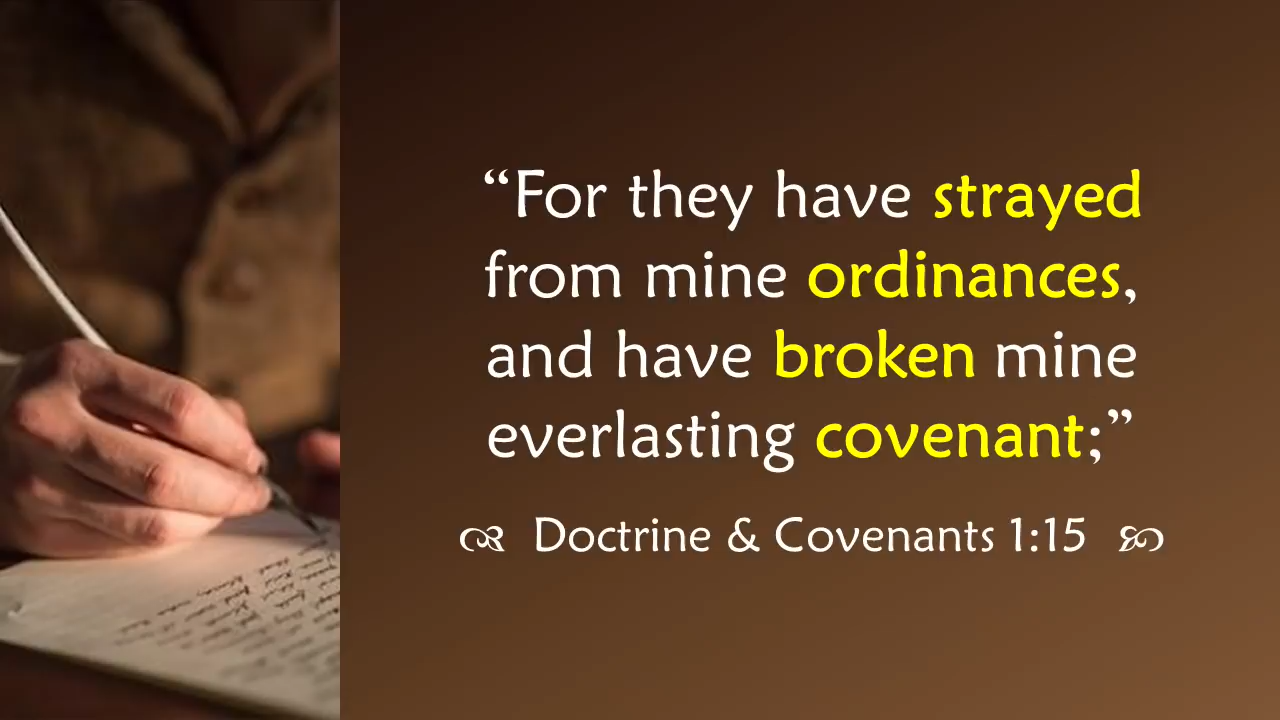 “For they have strayed
from mine ordinances,
and have broken mine
everlasting covenant;”
Doctrine & Covenants 1:15